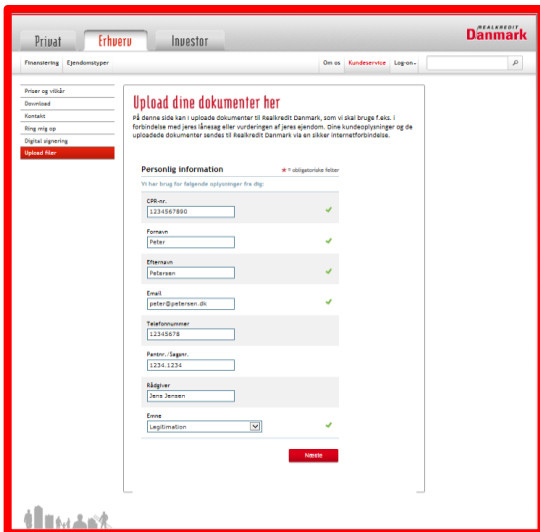 REALKREDIT
Danmark
Privat Erhverv Investor
Finansiering Ejendomstyper Om os Kundeservice Log-on
Priser og vilkår
Download
Kontakt
Ring mig op
Digital signering
Upload filer
Upload dine dokumenter her
På denne side kan I uploade dokumenter til Realkredit Danmark, som vi skal bruge f.eks. i
forbindelse med jeres lånesag eller vurderingen af jeres ejendom. Dine kundeoplysninger og de
uploadede dokumenter sendes til Realkredit Danmark via en sikker internetforbindelse.
Personlig information ★ = obligatoriske felter
Vi har brug for følgende oplysninger fra dig:
CPR-nr.
1234567890
Fornavn
Peter
Efternavn
Petersen
Email
peter@petersen.dk
Telefonnummer
12345678
Pantnr./Sagsnr.
1234.1234
Rådgiver
Jens Jensen
Emne
Legitimation
Næste